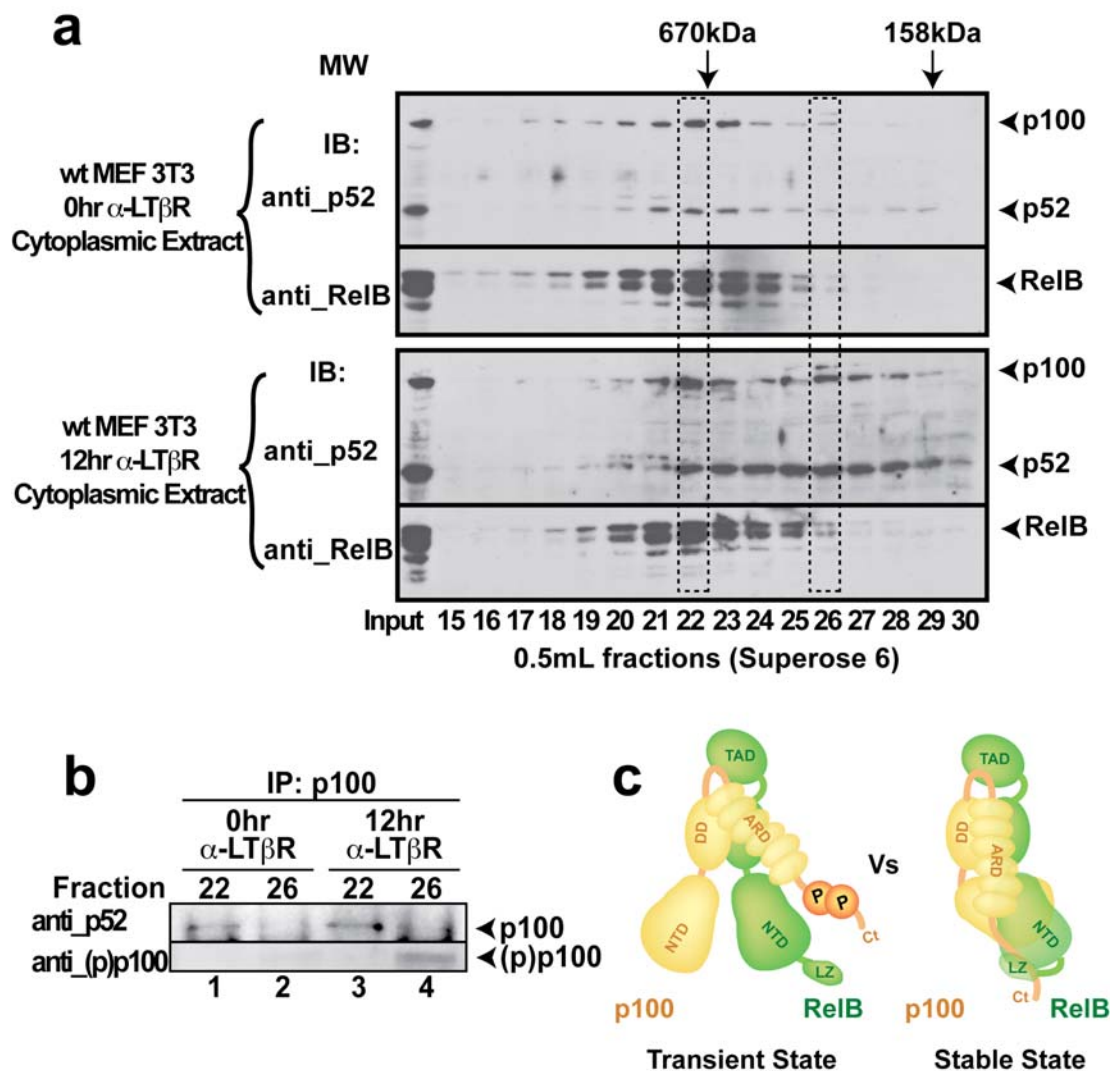 a
670kDa 158kDa
MW
wt MEF 3T3
0hr α-LTβR
Cytoplasmic Extract
IB:
anti_p52
anti_RelB
p100
p52
RelB
wt MEF 3T3
12hr α-LTβR
Cytoplasmic Extract
IB:
anti_p52
anti_RelB
p100
p52
RelB
Input 15 16 17 18 19 20 21 22 23 24 25 26 27 28 29 30
0.5mL fractions (Superose 6)
b
IP: p100
0hr 12hr
α-LTβR α-LTβR
Fraction 22 26 22 26
anti_p52 p100
anti_(p)p100 (p)p100
1 2 3 4
c
TAD
DD
ARD
NTD
NTD
P P
Ct
LZ
p100 RelB
Transient State
Vs
TAD
DD
ARD
NTD
LZ
Ct
p100 RelB
Stable State